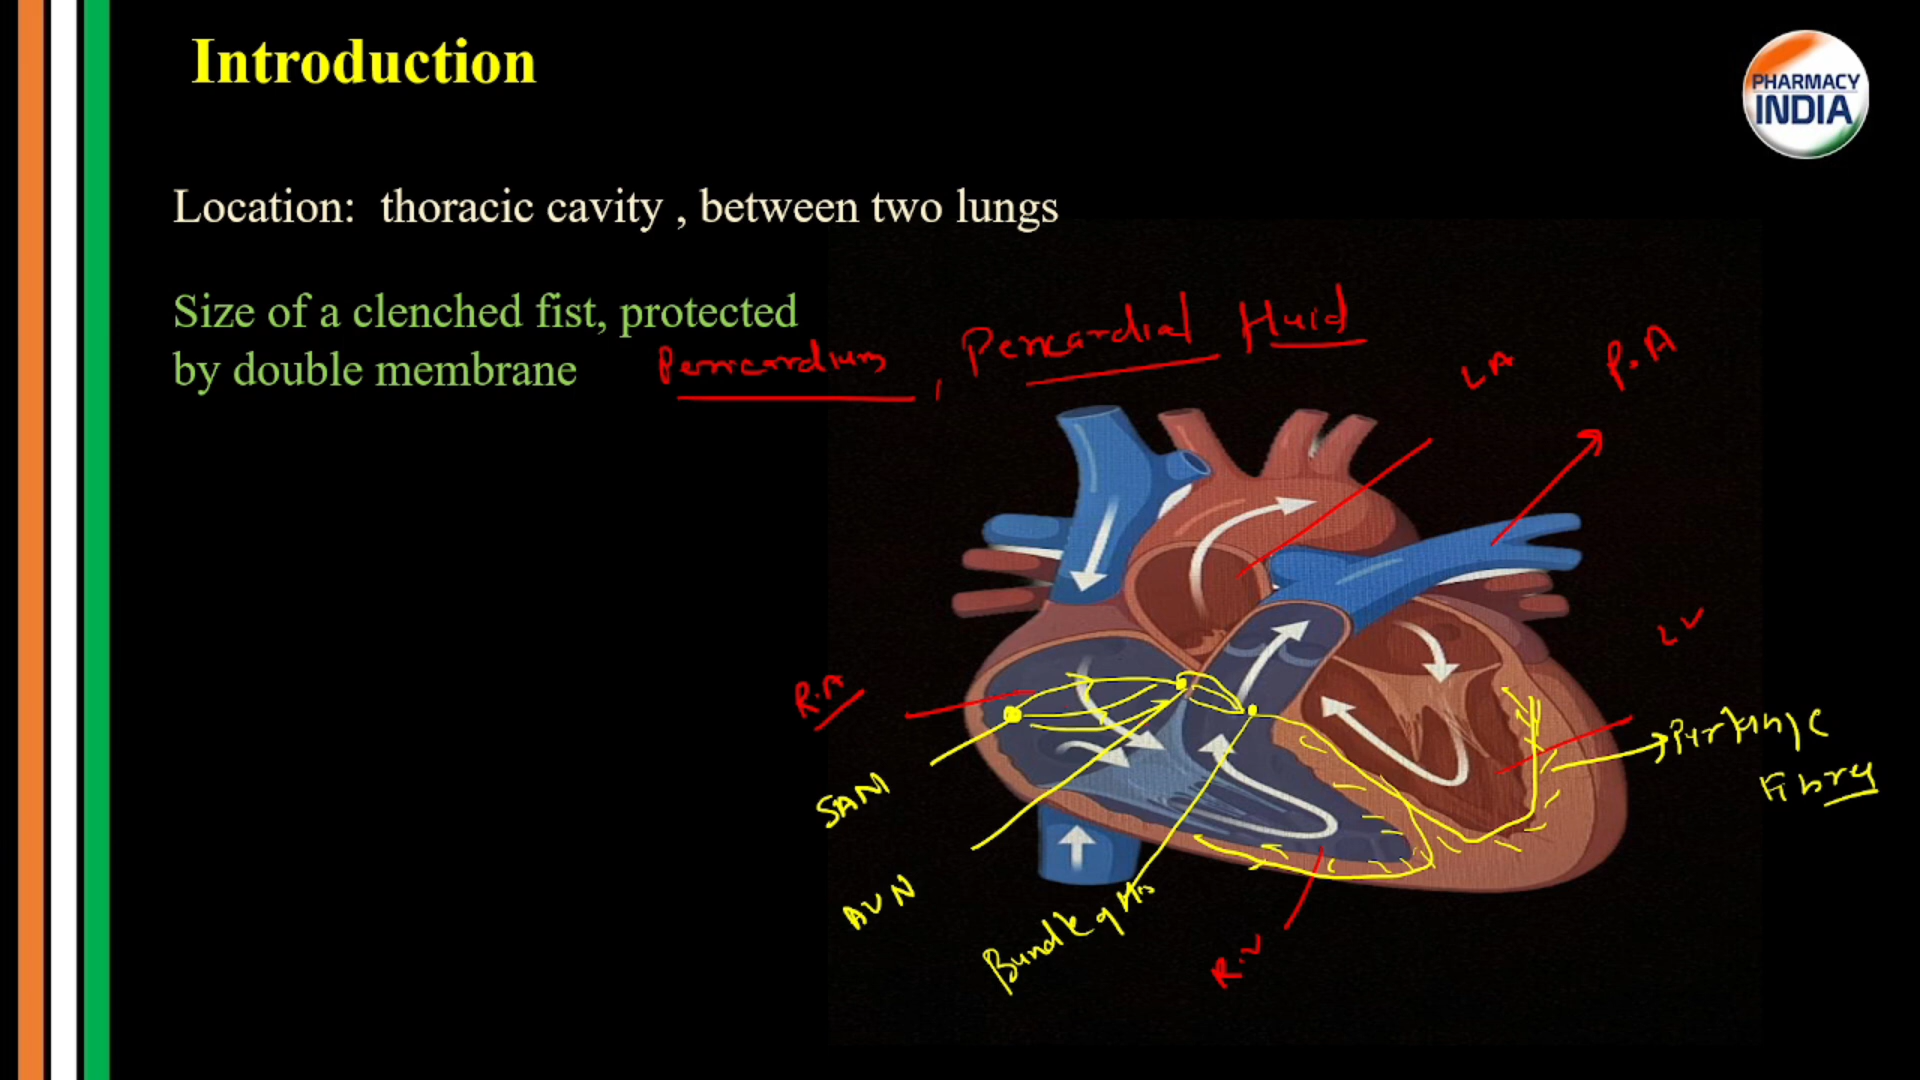 Introduction
PHARMACY
INDIA
Location: thoracic cavity , between two lungs
Size of a clenched fist, protected
by double membrane
Pericardium , Pericardial Fluid
LA
P.A
LV
R.A
Purkinje
Fibres
SAN
AVN
Bundle of His
R.V